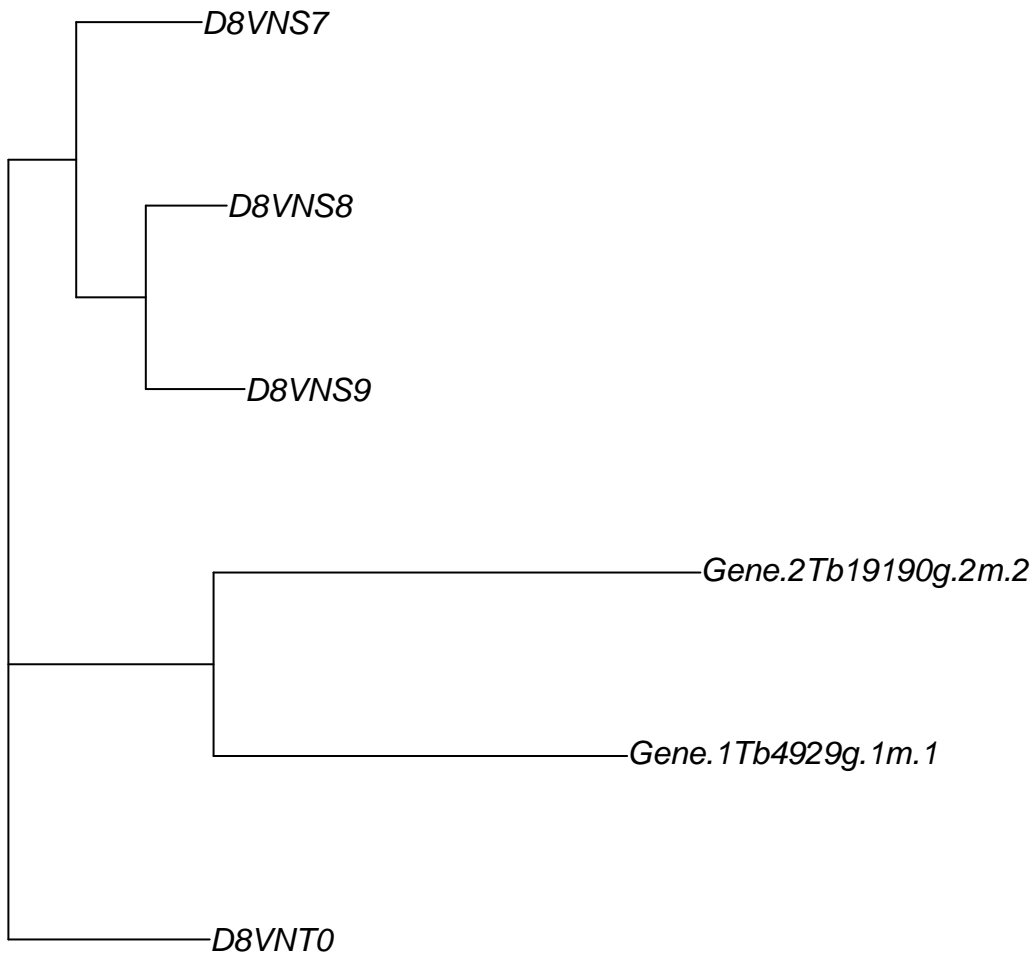 D8VNS7
D8VNS8
D8VNS9
Gene.2Tb19190g.2m.2
Gene.1Tb4929g.1m.1
D8VNT0